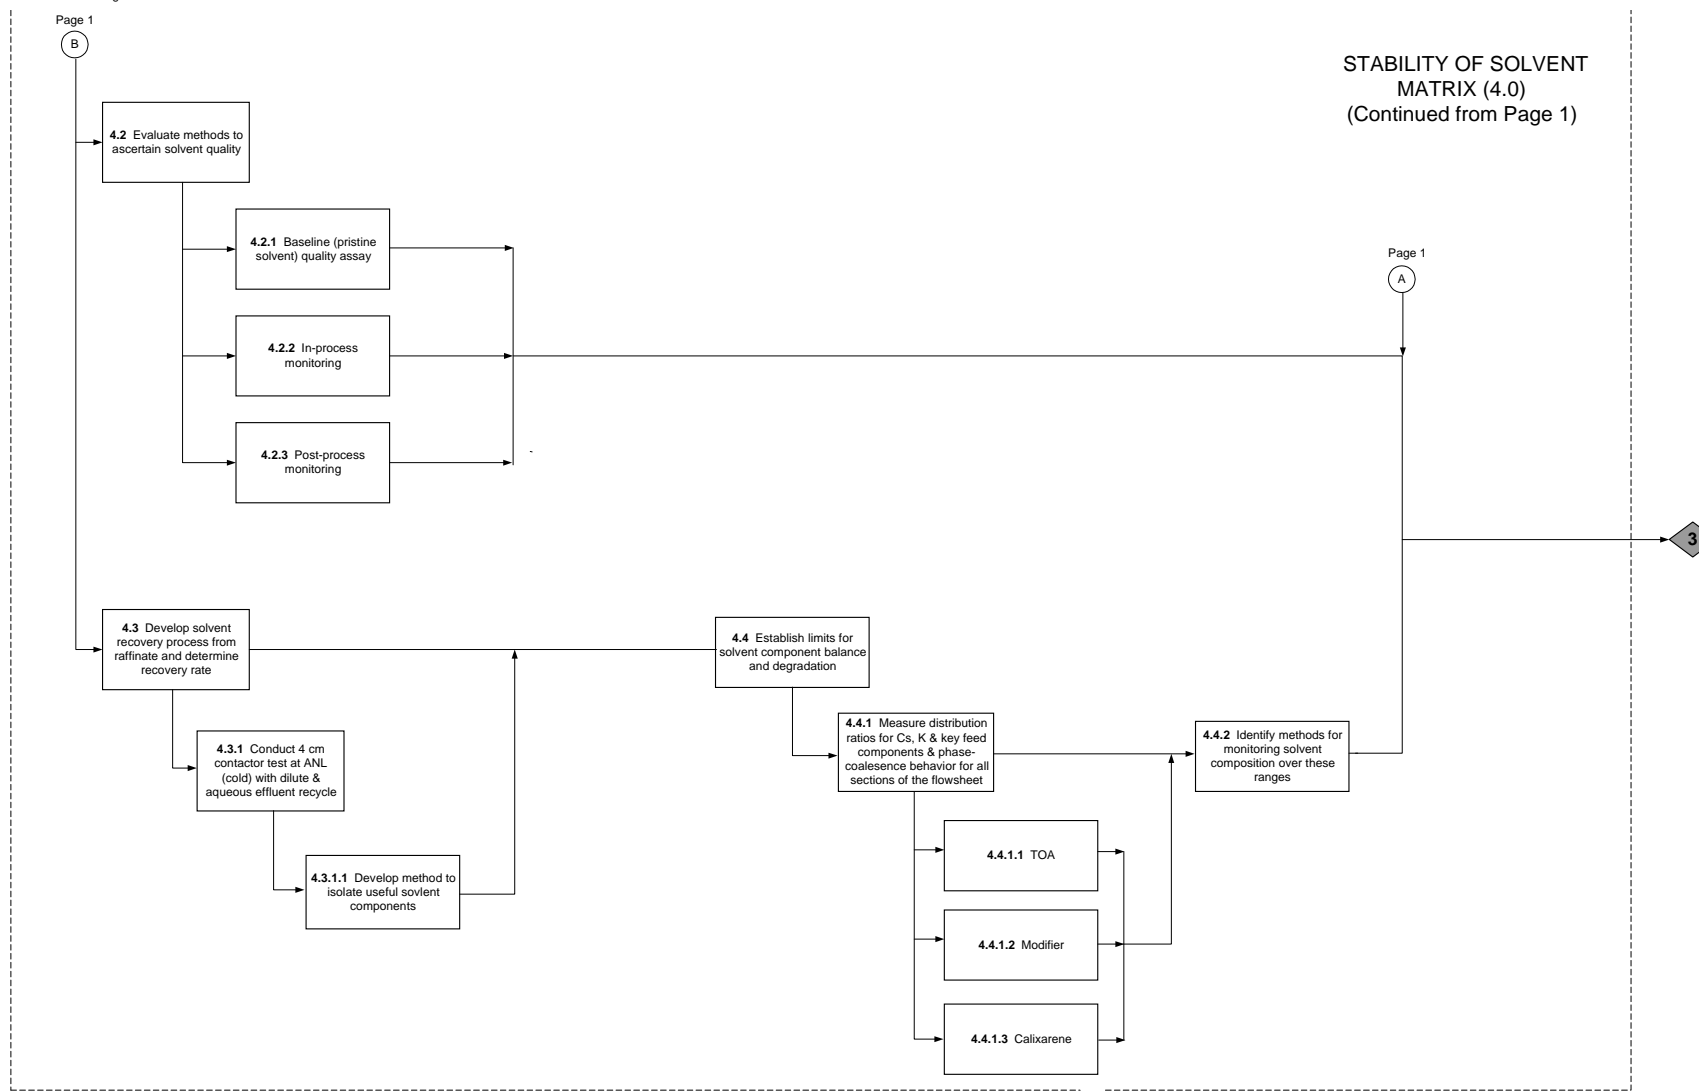 Page 1
B
STABILITY OF SOLVENT
MATRIX (4.0)
(Continued from Page 1)
4.2 Evaluate methods to
ascertain solvent quality
4.2.1 Baseline (pristine
solvent) quality assay
Page 1
A
4.2.2 In-process
monitoring
4.2.3 Post-process
monitoring
3
4.3 Develop solvent
recovery process from
raffinate and determine
recovery rate
4.4 Establish limits for
solvent component balance
and degradation
4.3.1 Conduct 4 cm
contactor test at ANL
(cold) with dilute &
aqueous effluent recycle
4.4.1 Measure distribution
ratios for Cs, K & key feed
components & phase-
coalesence behavior for all
sections of the flowsheet
4.4.2 Identify methods for
monitoring solvent
composition over these
ranges
4.3.1.1 Develop method to
isolate useful sovlent
components
4.4.1.1 TOA
4.4.1.2 Modifier
4.4.1.3 Calixarene